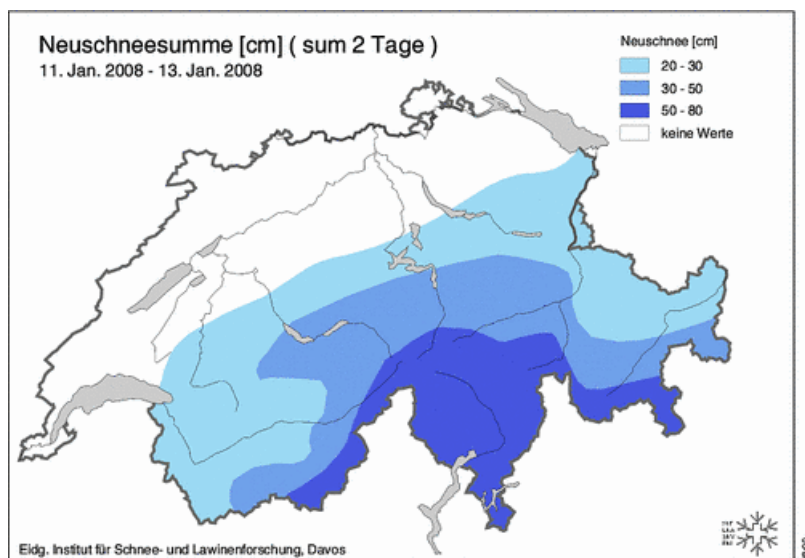 Neuschneesumme [cm] ( sum 2 Tage )
11. Jan. 2008 - 13. Jan. 2008
Neuschnee [cm]
20 - 30
30 - 50
50 - 80
keine Werte
Eidg. Institut für Schnee- und Lawinenforschung, Davos